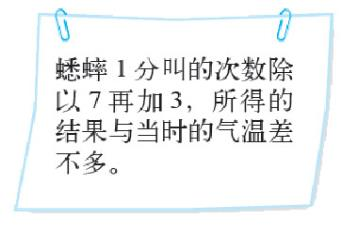 蟋蟀 1 分叫的次数除
以 7 再加 3，所得的
结果与当时的气温差
不多。